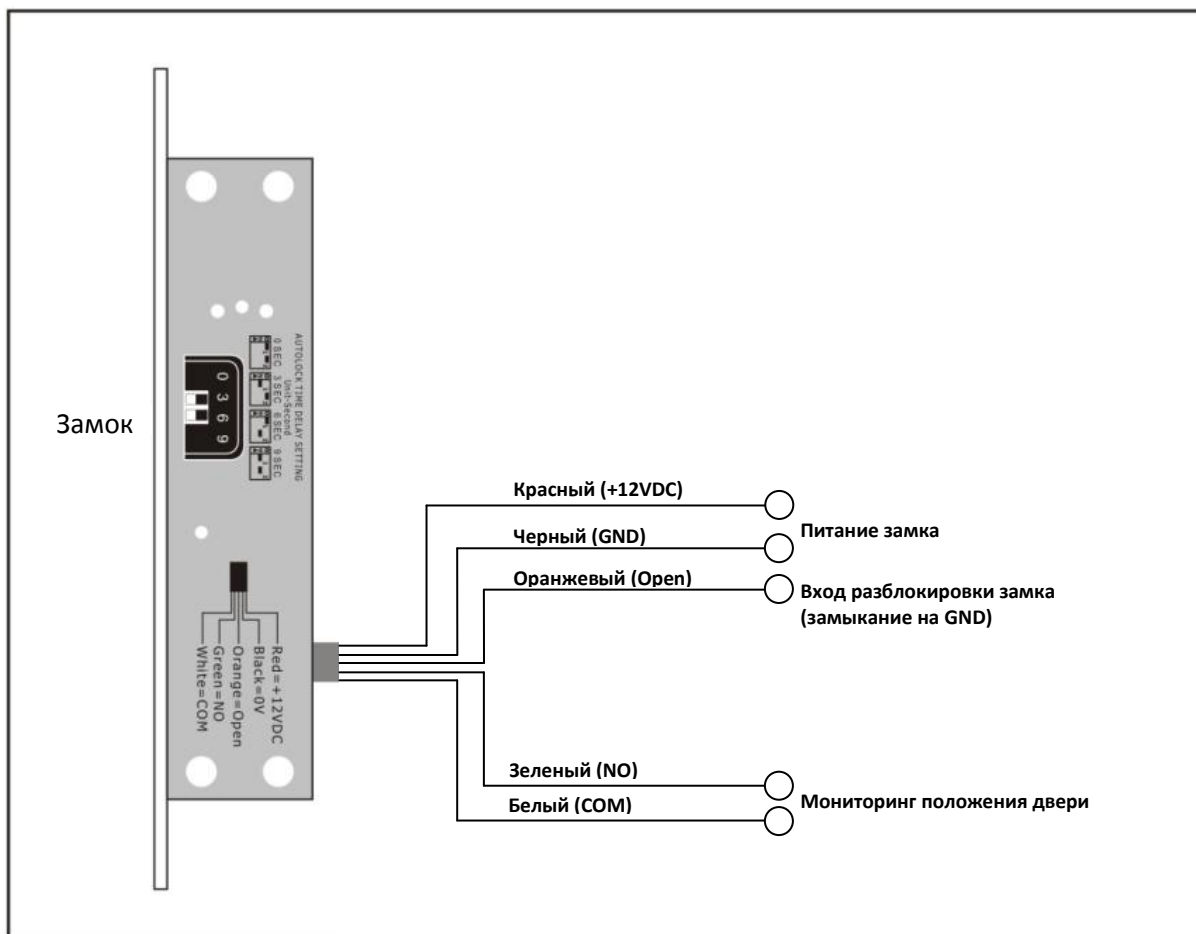 Замок
AUTOLOCK TIME DELAY SETTING
Unit-Second
0 SEC
3 SEC
6 SEC
9 SEC
0
3
6
9
Red=+12VDC
Black=0V
Orange=Open
Green=NO
White=COM
Красный (+12VDC)
Черный (GND)
Питание замка
Оранжевый (Open)
Вход разблокировки замка
(замыкание на GND)
Зеленый (NO)
Белый (COM)
Мониторинг положения двери